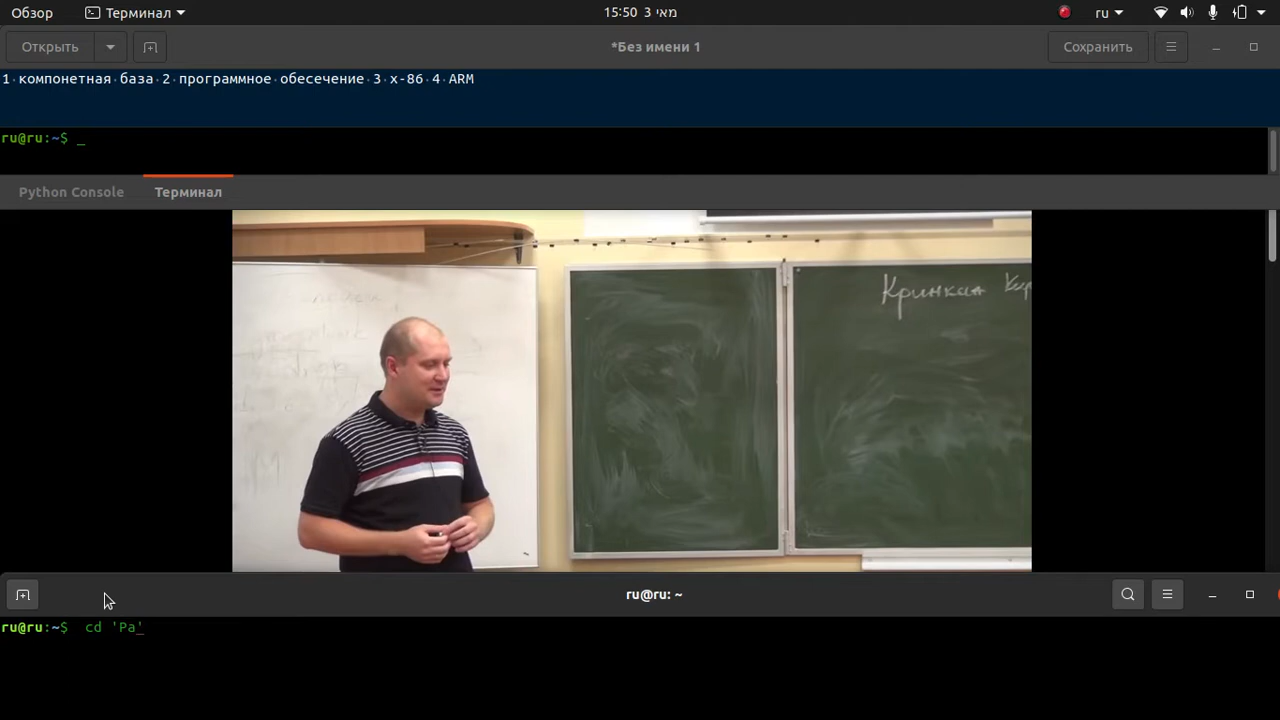 Обзор Терминал 15:50 3 מאי ru
Открыть *Без имени 1 Сохранить
1·компонетная·база·2·программное·обесечение·3·x-86·4·ARM
ru@ru:~$ _
Python Console Терминал
Кринкин
ru@ru: ~
ru@ru:~$ cd 'Pa'